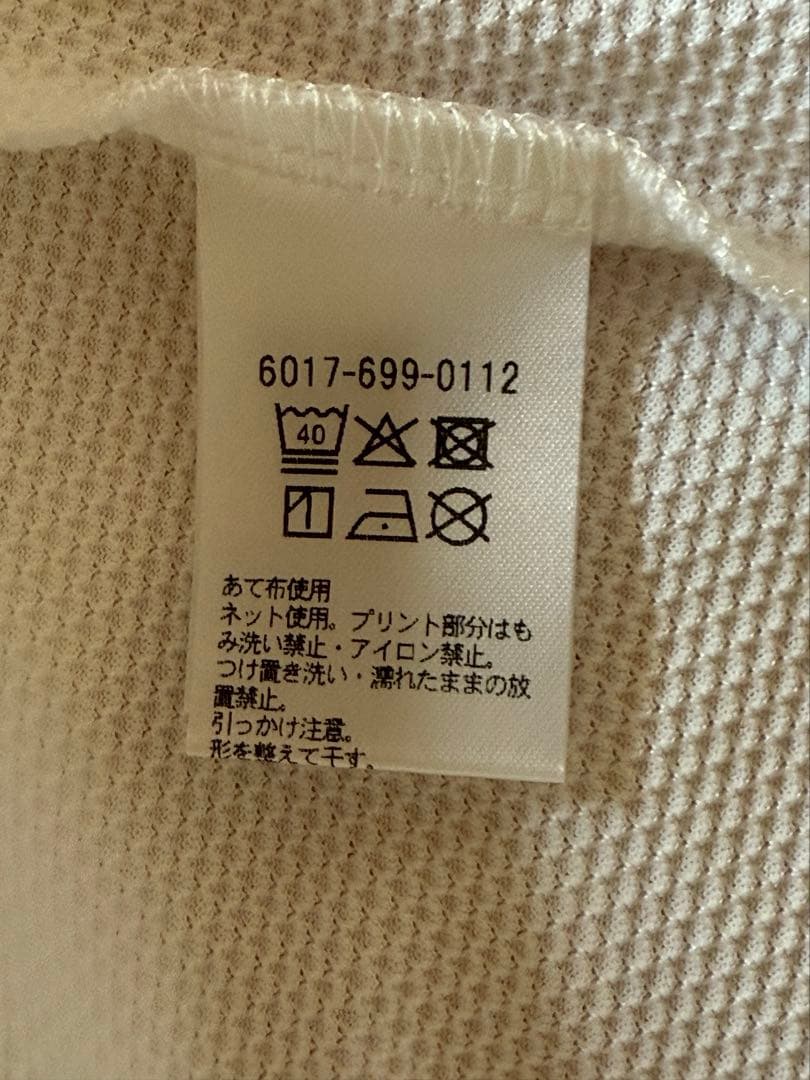 6017-699-0112
40
あて布使用
ネット使用。プリント部分はも
み洗い禁止・アイロン禁止。
つけ置き洗い・濡れたままの放
置禁止。
引っかけ注意。
形を整えて干す。